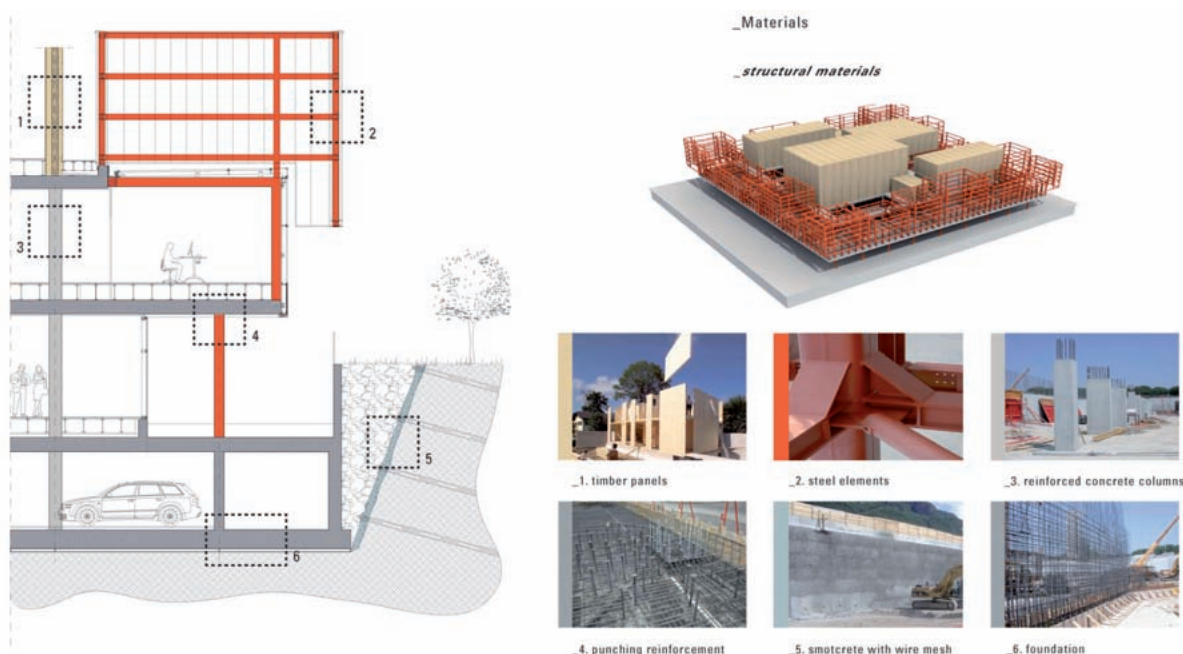 _Materials
_structural materials
1
2
3
4
5
6
_1. timber panels
_2. steel elements
_3. reinforced concrete columns
_4. punching reinforcement
_5. smotcrete with wire mesh
_6. foundation